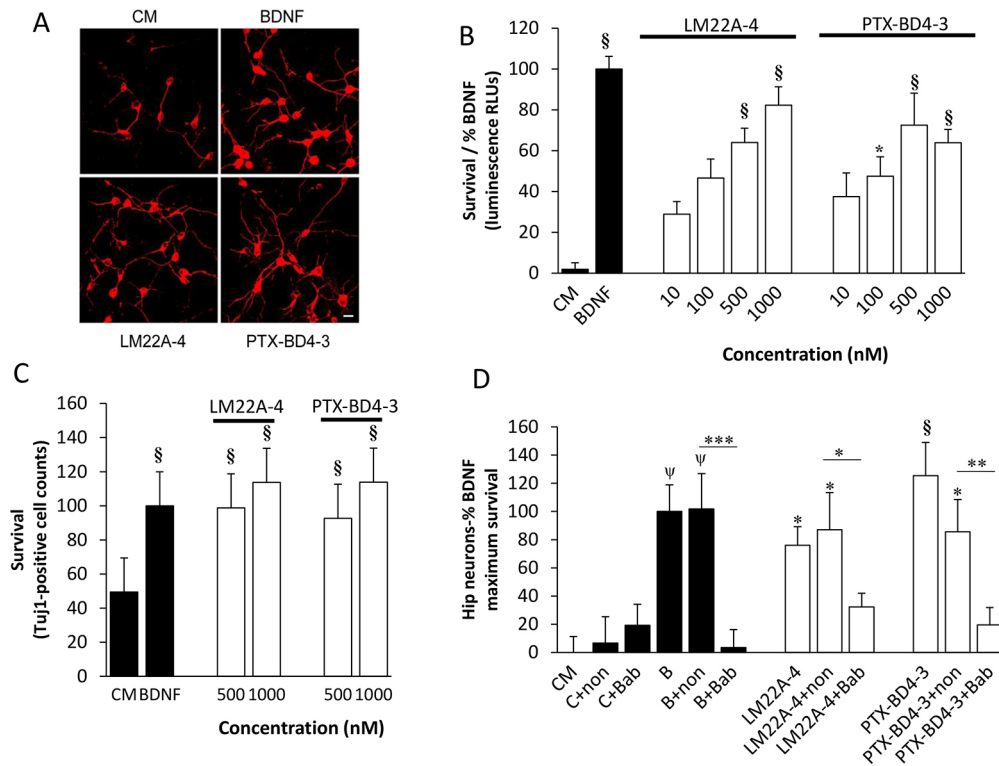 A
CM BDNF
LM22A-4 PTX-BD4-3
B
LM22A-4 PTX-BD4-3
Survival / % BDNF
(luminescence RLUs)
120
100
80
60
40
20
0
§
§
§
*
§
§
CM
BDNF
10
100
500
1000
10
100
500
1000
Concentration (nM)
C
LM22A-4 PTX-BD4-3
Survival
(Tuj1-positive cell counts)
160
140
120
100
80
60
40
20
0
§
§
§
§
§
CM BDNF 500 1000 500 1000
Concentration (nM)
D
Hip neurons-% BDNF
maximum survival
160
140
120
100
80
60
40
20
0
ψ
ψ
***
*
*
*
§
*
**
CM
C+non
C+Bab
B
B+non
B+Bab
LM22A-4
LM22A-4+non
LM22A-4+Bab
PTX-BD4-3
PTX-BD4-3+non
PTX-BD4-3+Bab